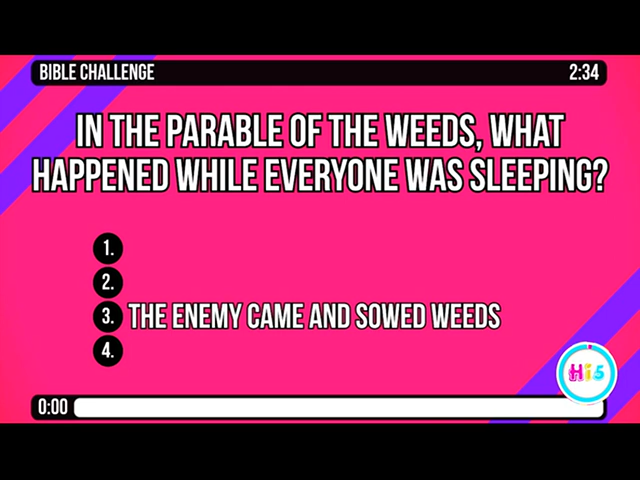 BIBLE CHALLENGE 2:34
IN THE PARABLE OF THE WEEDS, WHAT
HAPPENED WHILE EVERYONE WAS SLEEPING?
1.
2.
3. THE ENEMY CAME AND SOWED WEEDS
4.
Hi5
0:00